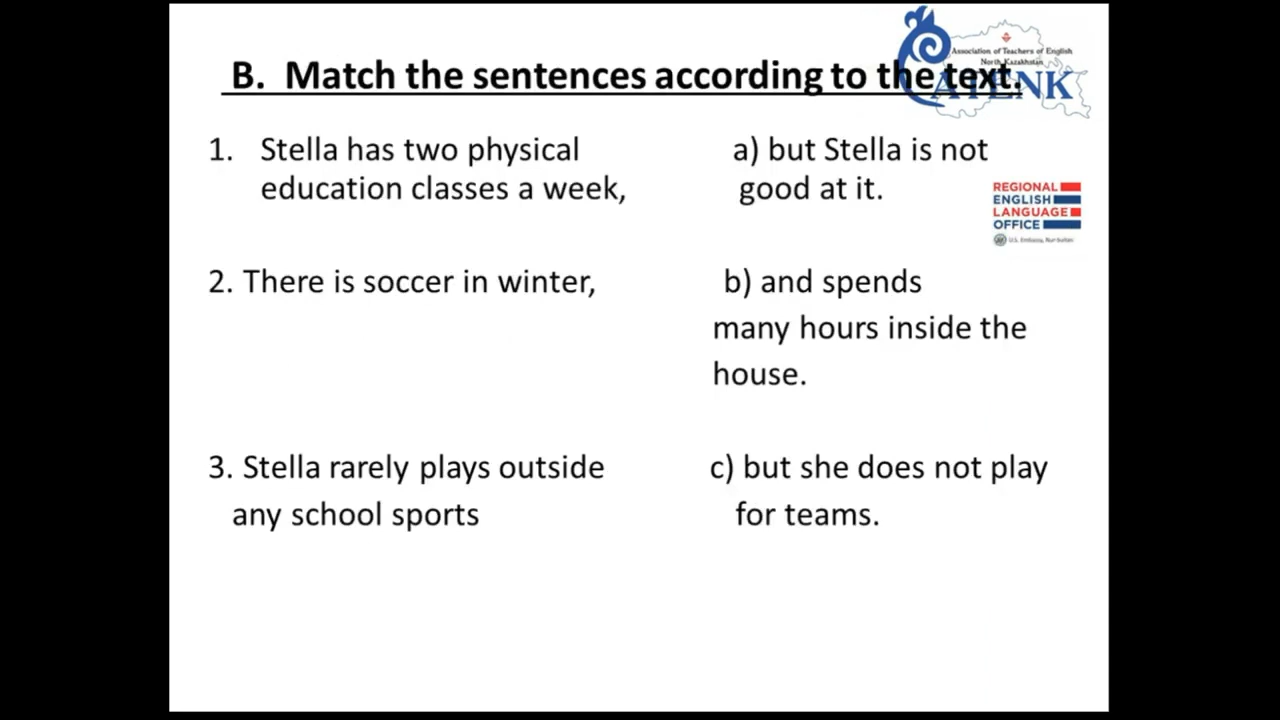 B. Match the sentences according to the text.
Association of Teachers of English
North Kazakhstan
ATENK
1. Stella has two physical
education classes a week,
a) but Stella is not
good at it.
REGIONAL
ENGLISH
LANGUAGE
OFFICE
U.S. Embassy, Nur-Sultan
2. There is soccer in winter,
b) and spends
many hours inside the
house.
3. Stella rarely plays outside
any school sports
c) but she does not play
for teams.